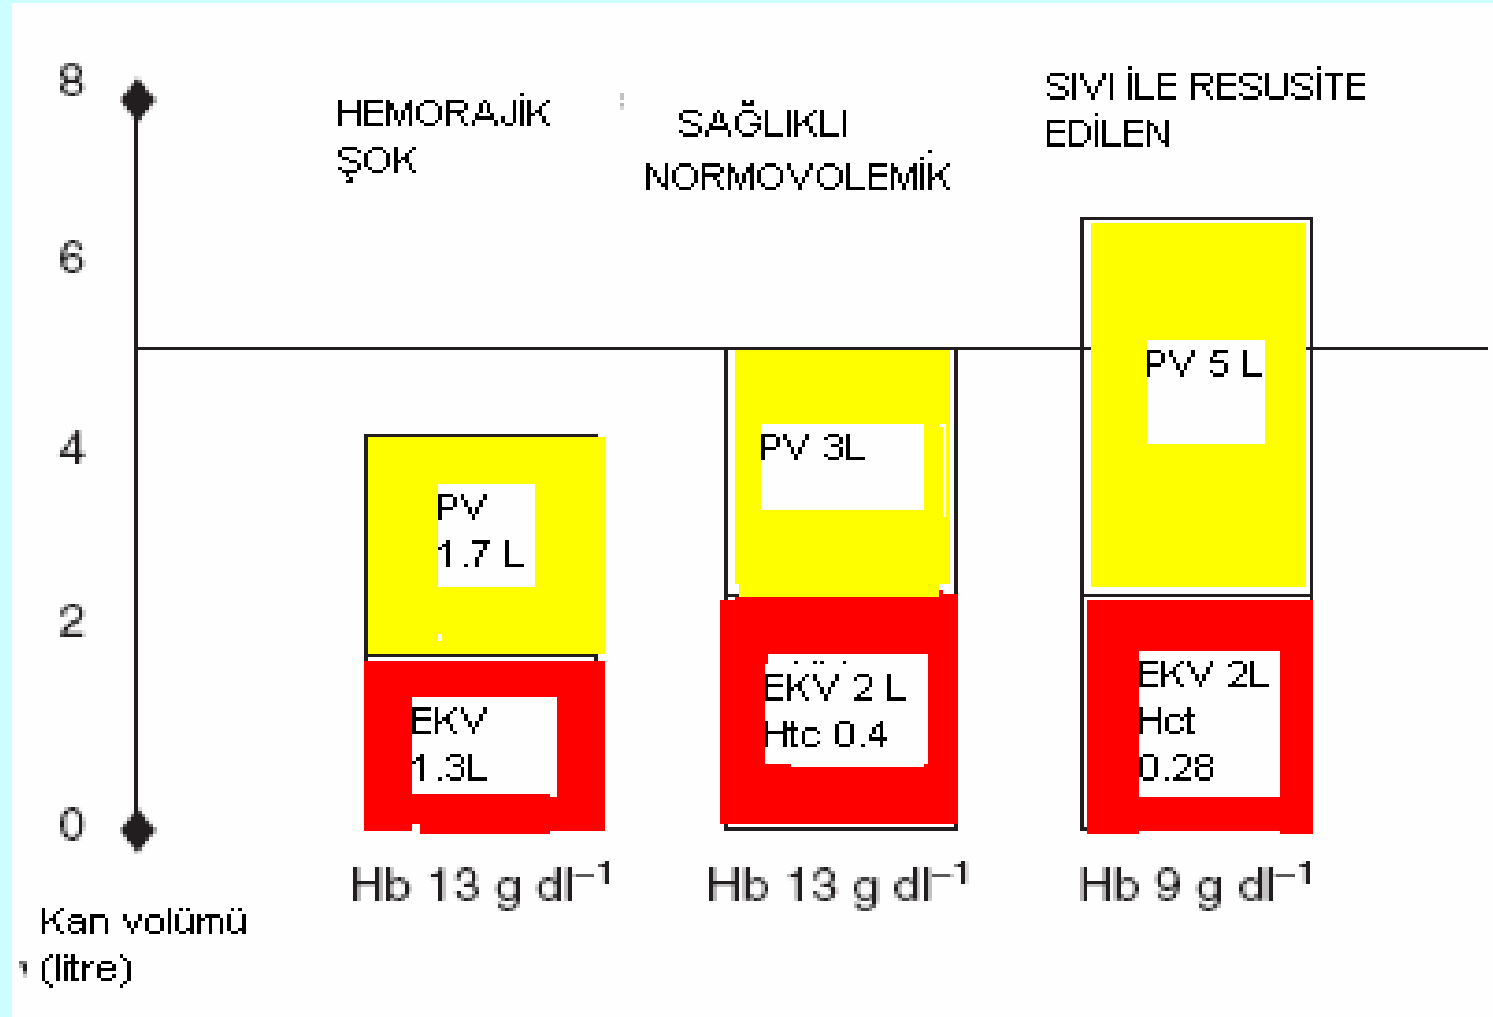 8
6
4
2
0
HEMORAJİK
ŞOK
SAĞLIKLI
NORMOVOLEMİK
SIVI İLE RESUSİTE
EDİLEN
PV
1.7 L
EKV
1.3L
PV 3L
EKV 2 L
Htc 0.4
PV 5 L
EKV 2L
Hct
0.28
Hb 13 g dl⁻¹
Hb 13 g dl⁻¹
Hb 9 g dl⁻¹
Kan volümü
(litre)